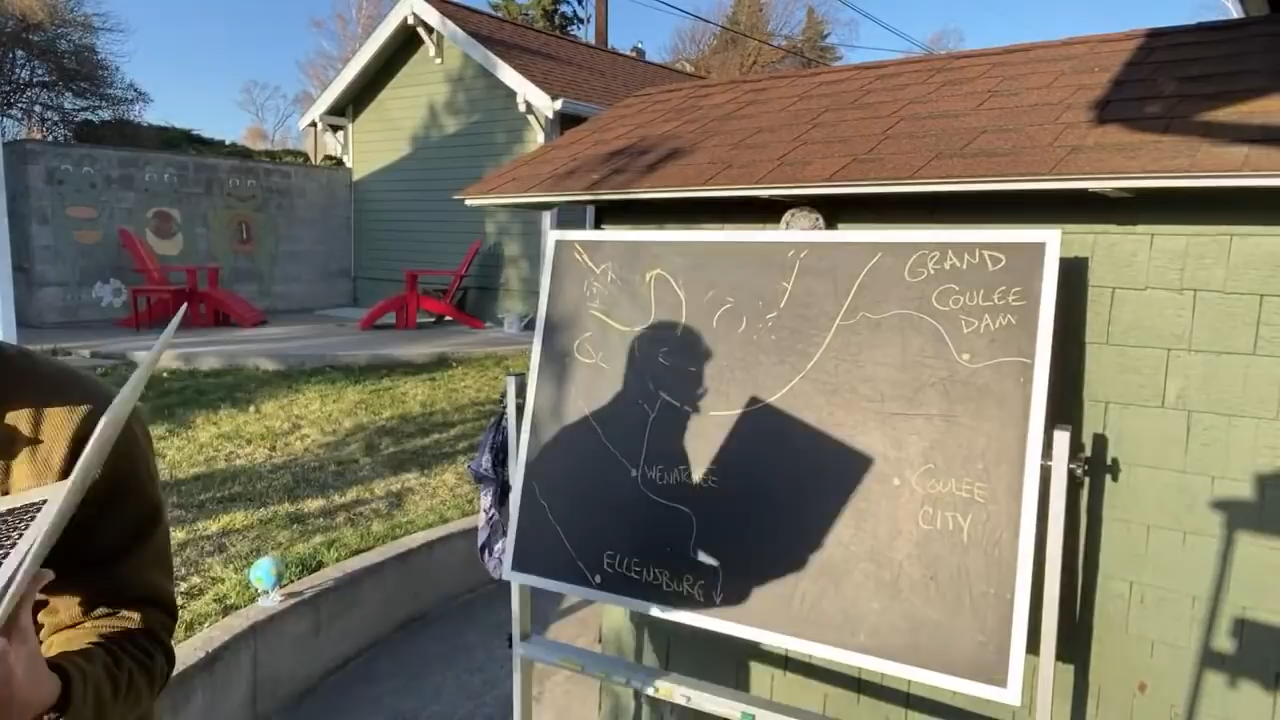 GRAND
COULEE
DAM
WENATCHEE
COULEE
CITY
ELLENSBURG